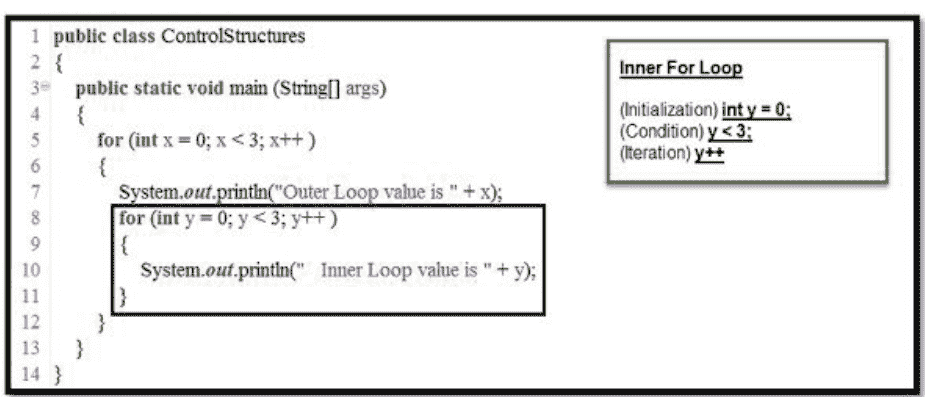 1 public class ControlStructures
2 {
3 public static void main (String[] args)
4 {
5 for (int x = 0; x < 3; x++ )
6 {
7 System.out.println("Outer Loop value is " + x);
8 for (int y = 0; y < 3; y++ )
9 {
10 System.out.println("   Inner Loop value is " + y);
11 }
12 }
13 }
14 }
Inner For Loop
(Initialization) int y = 0;
(Condition) y < 3;
(Iteration) y++